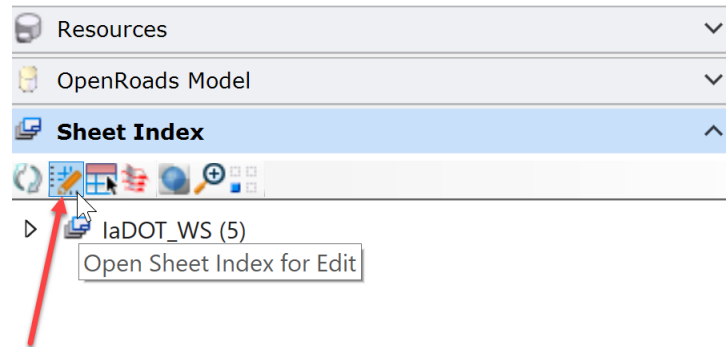 Resources
OpenRoads Model
Sheet Index
IaDOT_WS (5)
Open Sheet Index for Edit